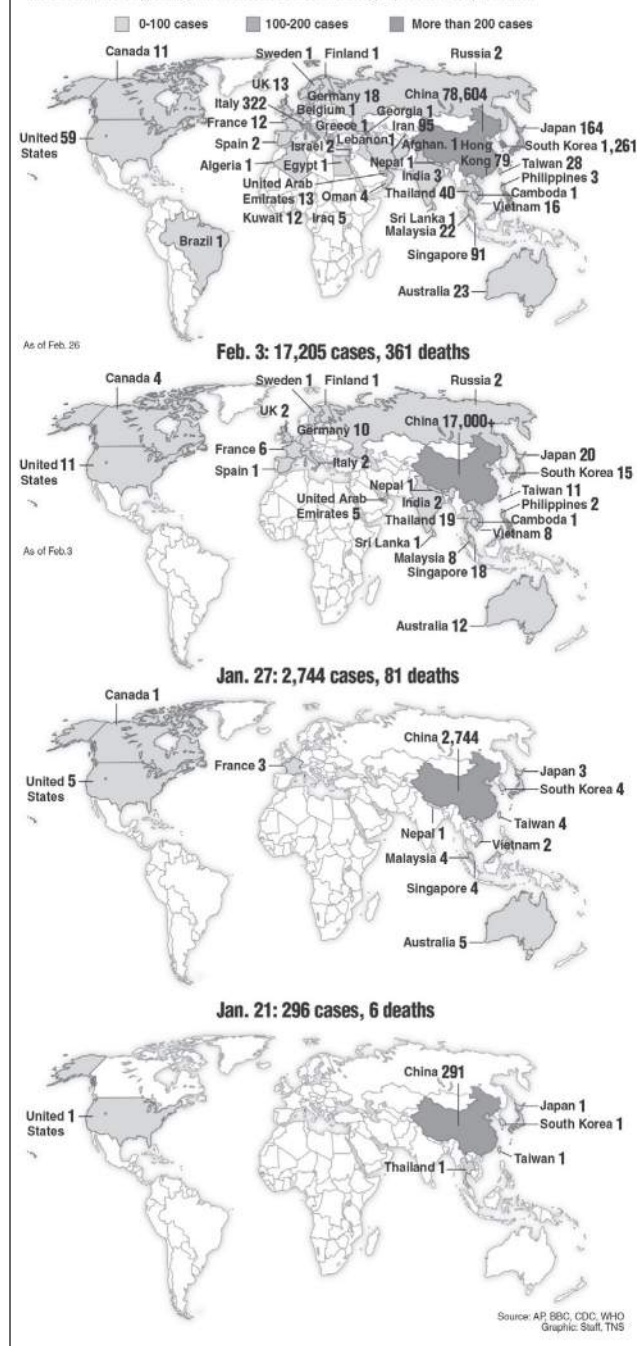 0-100 cases 100-200 cases More than 200 cases
Canada 11
Sweden 1 Finland 1
Russia 2
UK 13
Germany 18
China 78,604
Italy 322
Belgium 1
Georgia 1
France 12
Greece 1
Iran 95
Japan 164
United States 59
Spain 2
Israel 2
Lebanon 1
Afghan. 1
Hong Kong 79
South Korea 1,261
Algeria 1
Egypt 1
Nepal 1
Taiwan 28
India 3
Philippines 3
United Arab Emirates 13
Oman 4
Thailand 40
Camboda 1
Vietnam 16
Kuwait 12
Iraq 5
Sri Lanka 1
Malaysia 22
Brazil 1
Singapore 91
Australia 23
As of Feb. 26
Feb. 3: 17,205 cases, 361 deaths
Canada 4
Sweden 1 Finland 1
Russia 2
UK 2
Germany 10
China 17,000+
France 6
Italy 2
Japan 20
United States 11
Spain 1
South Korea 15
Nepal 1
Taiwan 11
United Arab Emirates 5
India 2
Philippines 2
Thailand 19
Camboda 1
Vietnam 8
As of Feb.3
Sri Lanka 1
Malaysia 8
Singapore 18
Australia 12
Jan. 27: 2,744 cases, 81 deaths
Canada 1
China 2,744
France 3
Japan 3
United States 5
South Korea 4
Taiwan 4
Nepal 1
Vietnam 2
Malaysia 4
Singapore 4
Australia 5
Jan. 21: 296 cases, 6 deaths
China 291
Japan 1
United States 1
South Korea 1
Taiwan 1
Thailand 1
Source: AP, BBC, CDC, WHO
Graphic: Staff, TNS